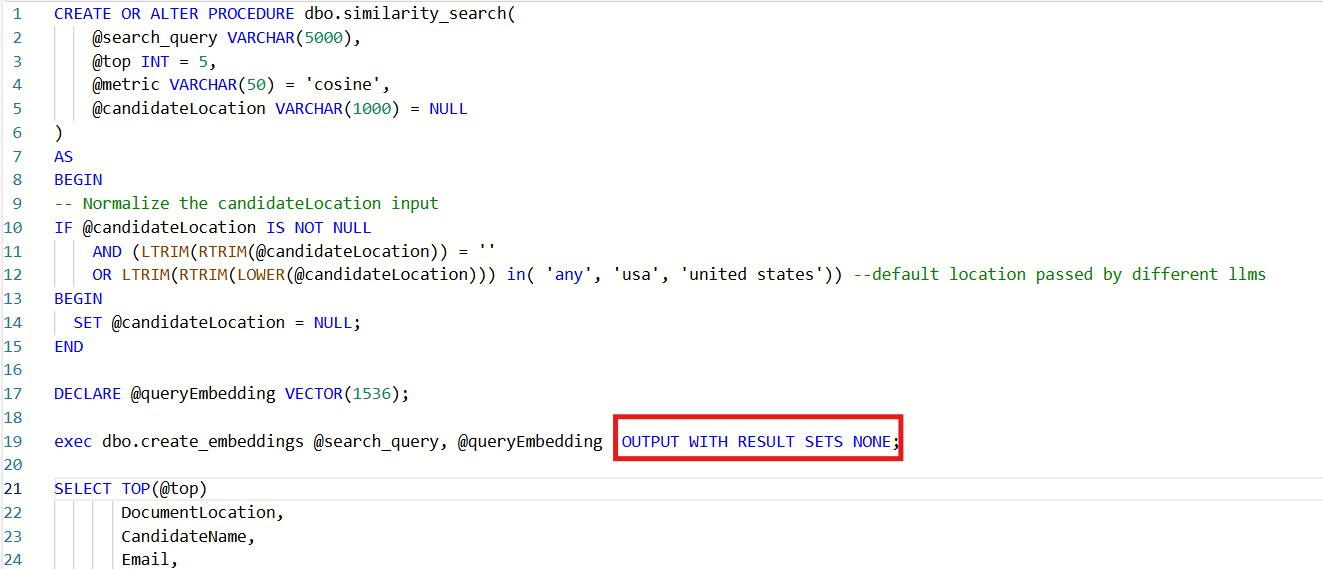 1 CREATE OR ALTER PROCEDURE dbo.similarity_search(
2 @search_query VARCHAR(5000),
3 @top INT = 5,
4 @metric VARCHAR(50) = 'cosine',
5 @candidateLocation VARCHAR(1000) = NULL
6 )
7 AS
8 BEGIN
9 -- Normalize the candidateLocation input
10 IF @candidateLocation IS NOT NULL
11 AND (LTRIM(RTRIM(@candidateLocation)) = ''
12 OR LTRIM(RTRIM(LOWER(@candidateLocation))) in( 'any', 'usa', 'united states')) --default location passed by different llms
13 BEGIN
14 SET @candidateLocation = NULL;
15 END
16
17 DECLARE @queryEmbedding VECTOR(1536);
18
19 exec dbo.create_embeddings @search_query, @queryEmbedding OUTPUT WITH RESULT SETS NONE;
20
21 SELECT TOP(@top)
22 DocumentLocation,
23 CandidateName,
24 Email,